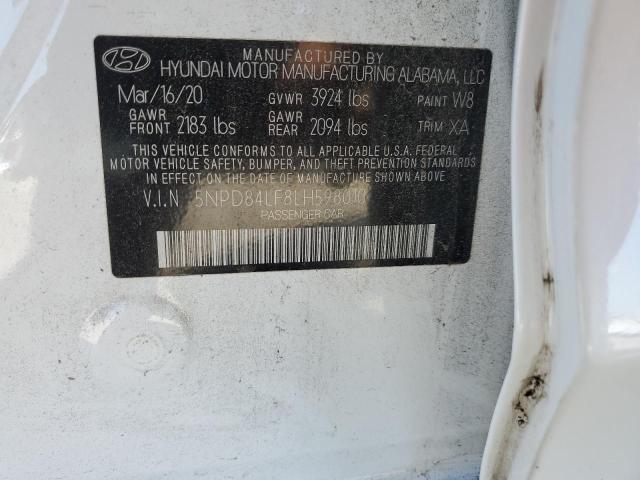 MANUFACTURED BY
HYUNDAI MOTOR MANUFACTURING ALABAMA, LLC
Mar/16/20 GVWR 3924 lbs PAINT W8
GAWR FRONT 2183 lbs GAWR REAR 2094 lbs TRIM XA
THIS VEHICLE CONFORMS TO ALL APPLICABLE U.S.A. FEDERAL
MOTOR VEHICLE SAFETY, BUMPER, AND THEFT PREVENTION STANDARDS
IN EFFECT ON THE DATE OF MANUFACTURE SHOWN ABOVE.
V.I.N 5NPD84LF8LH598010
PASSENGER CAR